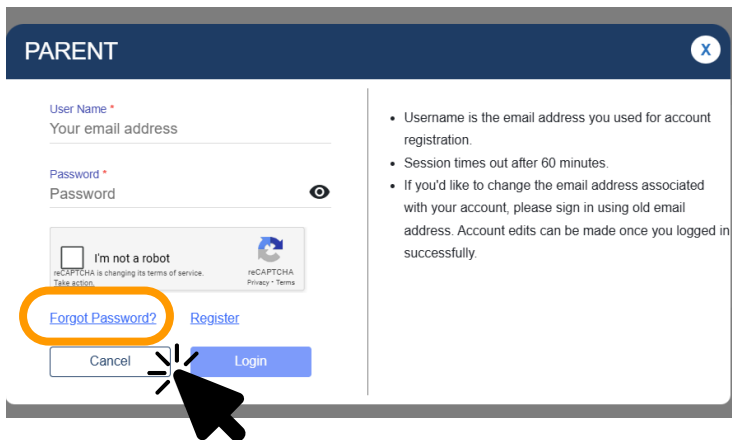 PARENT
X
User Name *
Your email address
Password *
Password
I'm not a robot
reCAPTCHA is changing its terms of service.
Take action.
reCAPTCHA
Privacy • Terms
Forgot Password?
Register
Cancel
Login
• Username is the email address you used for account
registration.
• Session times out after 60 minutes.
• If you'd like to change the email address associated
with your account, please sign in using old email
address. Account edits can be made once you logged in
successfully.